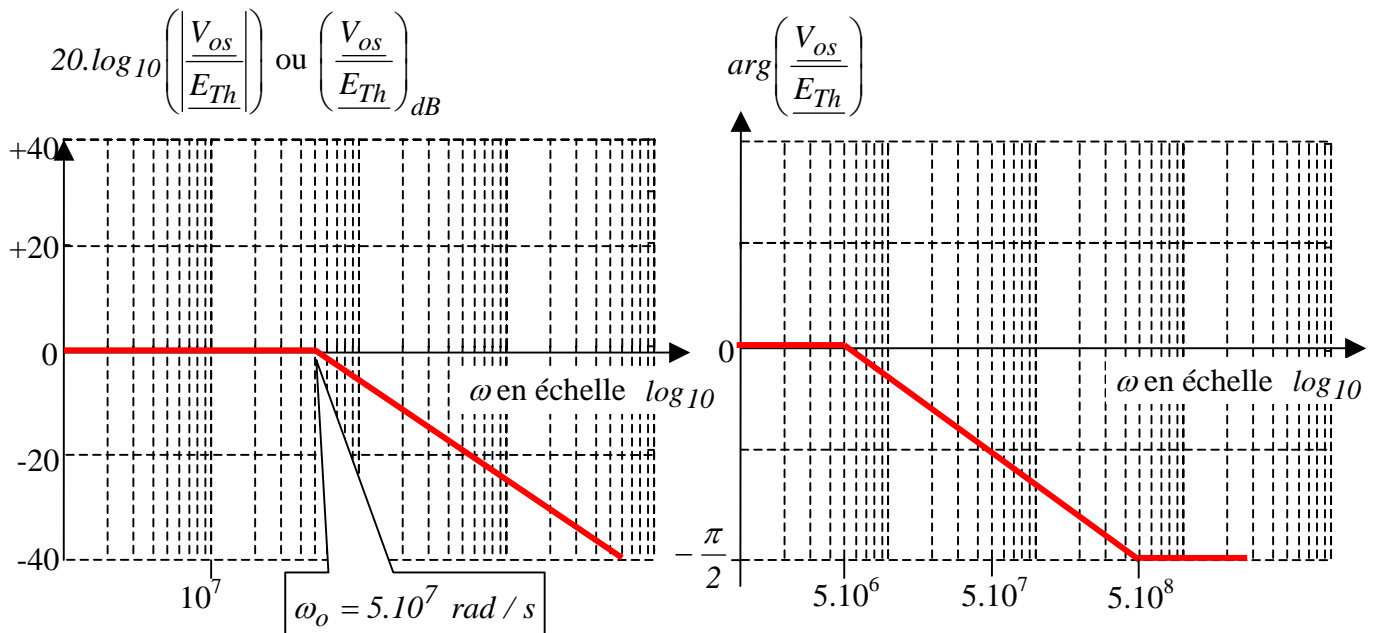 20.log10(|Vos/ETh|) ou (Vos/ETh)dB
+40
+20
0
-20
-40
ω en échelle log10
10^7
ωo = 5.10^7 rad / s
arg(Vos/ETh)
0
-π/2
ω en échelle log10
5.10^6
5.10^7
5.10^8